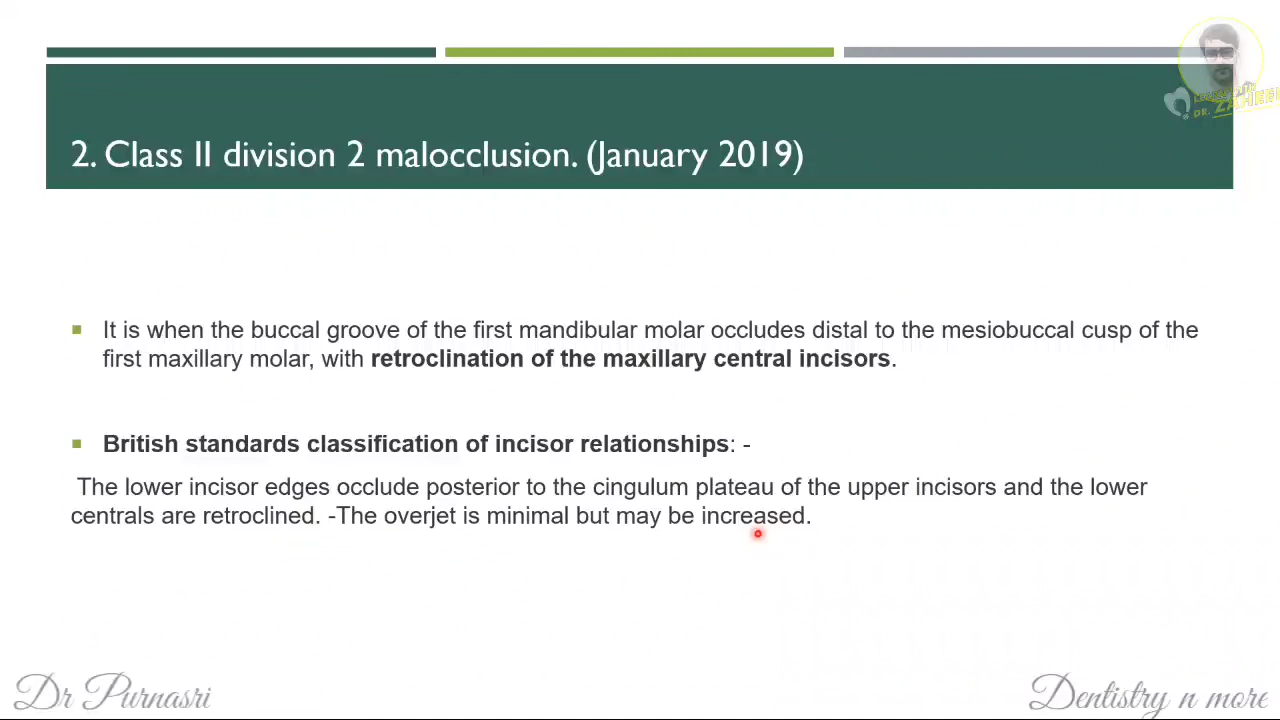 2. Class II division 2 malocclusion. (January 2019)
It is when the buccal groove of the first mandibular molar occludes distal to the mesiobuccal cusp of the
first maxillary molar, with retroclination of the maxillary central incisors.
British standards classification of incisor relationships: -
The lower incisor edges occlude posterior to the cingulum plateau of the upper incisors and the lower
centrals are retroclined. -The overjet is minimal but may be increased.
Dr Purnasri
Dentistry n more